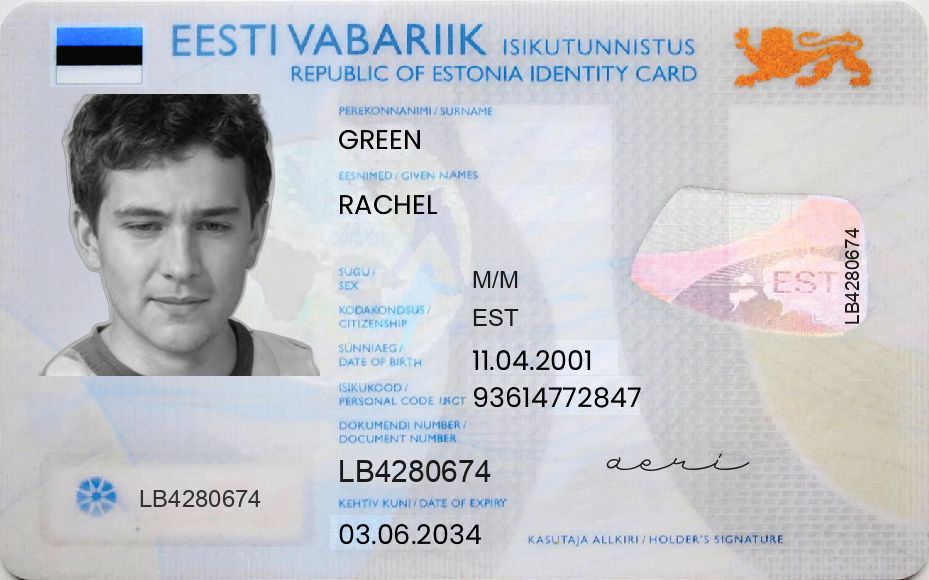 EESTI VABARIIK ISIKUTUNNISTUS
REPUBLIC OF ESTONIA IDENTITY CARD
PEREKONNANIMI / SURNAME
GREEN
EESNIMED / GIVEN NAMES
RACHEL
SUGU / SEX M/M
KODAKONDSUS / CITIZENSHIP EST
SÜNNIAEG / DATE OF BIRTH 11.04.2001
ISIKUKOOD / PERSONAL CODE 93614772847
DOKUMENDI NUMBER / DOCUMENT NUMBER
LB4280674
KEHTIV KUNI / DATE OF EXPIRY
03.06.2034
LB4280674
EST
LB4280674
aeri
KASUTAJA ALLKIRI / HOLDER'S SIGNATURE